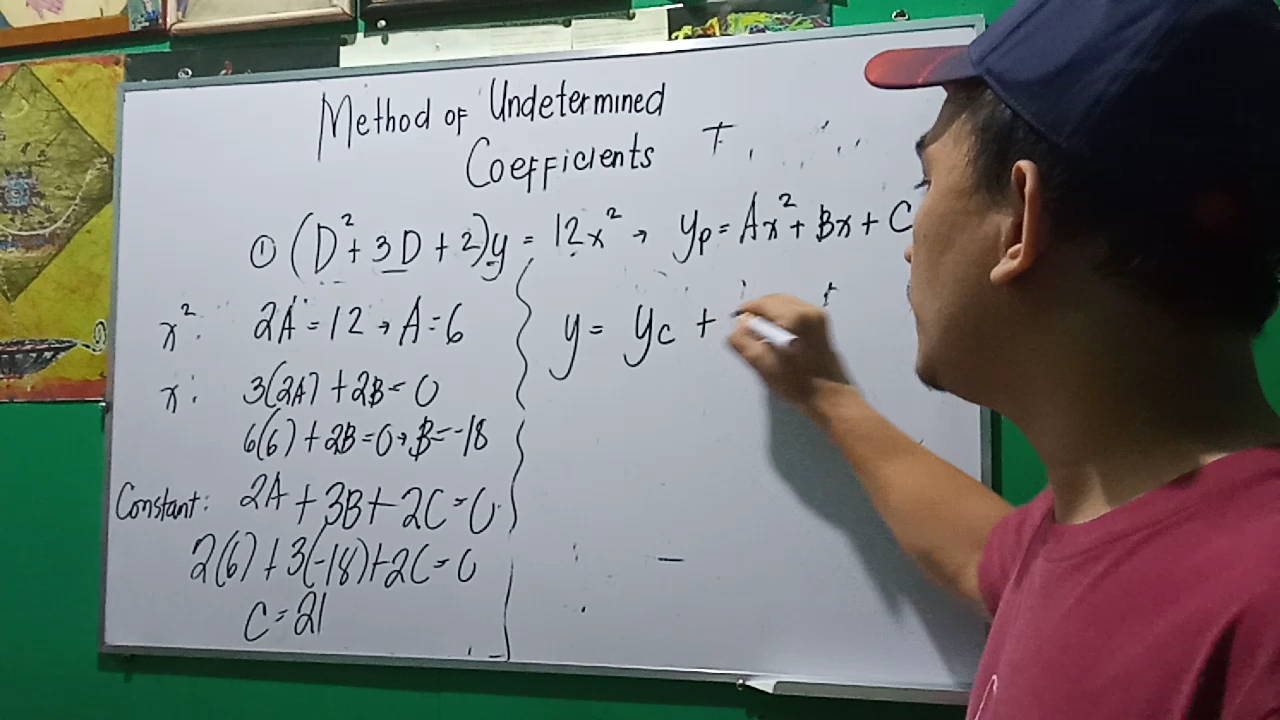 Method of Undetermined
Coefficients
① (D² + 3D + 2)y = 12x² → yp = Ax² + Bx + C
x²: 2A = 12 → A = 6
x: 3(2A) + 2B = 0
6(6) + 2B = 0 → B = -18
Constant: 2A + 3B + 2C = 0
2(6) + 3(-18) + 2C = 0
C = 21
y = yc +